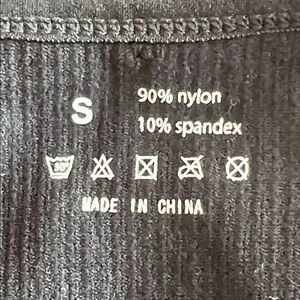 S
90% nylon
10% spandex
MADE IN CHINA